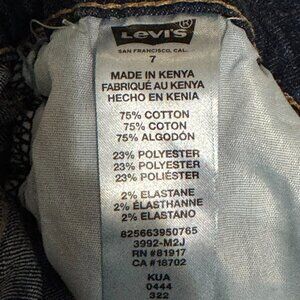 Levi's
SAN FRANCISCO, CAL.
7
MADE IN KENYA
FABRIQUÉ AU KENYA
HECHO EN KENIA
75% COTTON
75% COTON
75% ALGODÓN
23% POLYESTER
23% POLYESTER
23% POLIÉSTER
2% ELASTANE
2% ÉLASTHANNE
2% ELASTANO
825663950765
3992-M2J
RN #81917
CA #18702
KUA
0444
322